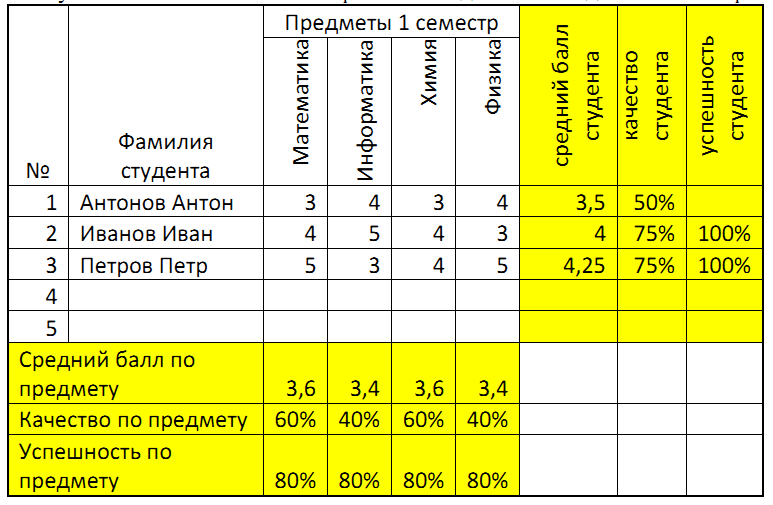 Предметы 1 семестр
№
Фамилия
студента
Математика
Информатика
Химия
Физика
средний балл
студента
качество
студента
успешность
студента
1 Антонов Антон 3 4 3 4 3,5 50%
2 Иванов Иван 4 5 4 3 4 75% 100%
3 Петров Петр 5 3 4 5 4,25 75% 100%
4
5
Средний балл по
предмету 3,6 3,4 3,6 3,4
Качество по предмету 60% 40% 60% 40%
Успешность по
предмету 80% 80% 80% 80%